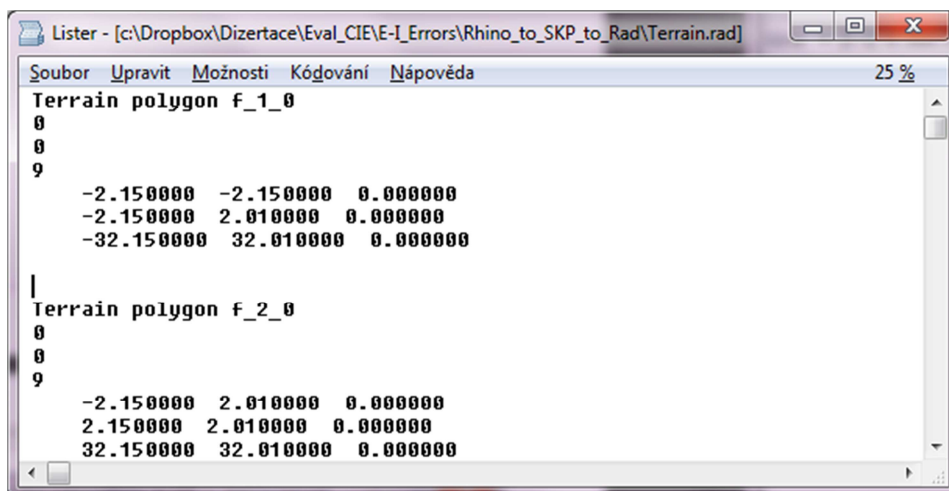 Lister - [c:\Dropbox\Dizertace\Eval_CIE\E-I_Errors\Rhino_to_SKP_to_Rad\Terrain.rad]
Soubor Upravit Možnosti Kódování Nápověda 25 %
Terrain polygon f_1_0
0
0
9
-2.150000 -2.150000 0.000000
-2.150000 2.010000 0.000000
-32.150000 32.010000 0.000000
Terrain polygon f_2_0
0
0
9
-2.150000 2.010000 0.000000
2.150000 2.010000 0.000000
32.150000 32.010000 0.000000